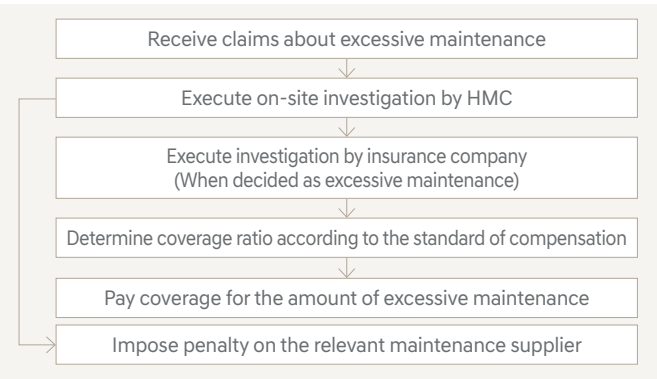 Receive claims about excessive maintenance
Execute on-site investigation by HMC
Execute investigation by insurance company
(When decided as excessive maintenance)
Determine coverage ratio according to the standard of compensation
Pay coverage for the amount of excessive maintenance
Impose penalty on the relevant maintenance supplier